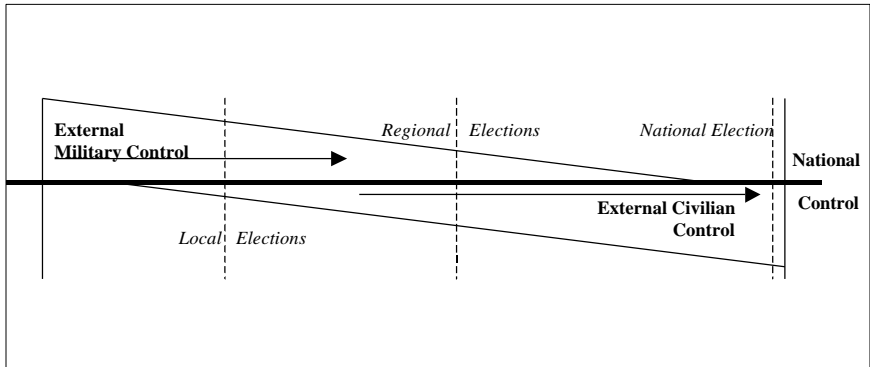 External
Military Control
Regional Elections
National Election
National
Control
External Civilian
Control
Local Elections